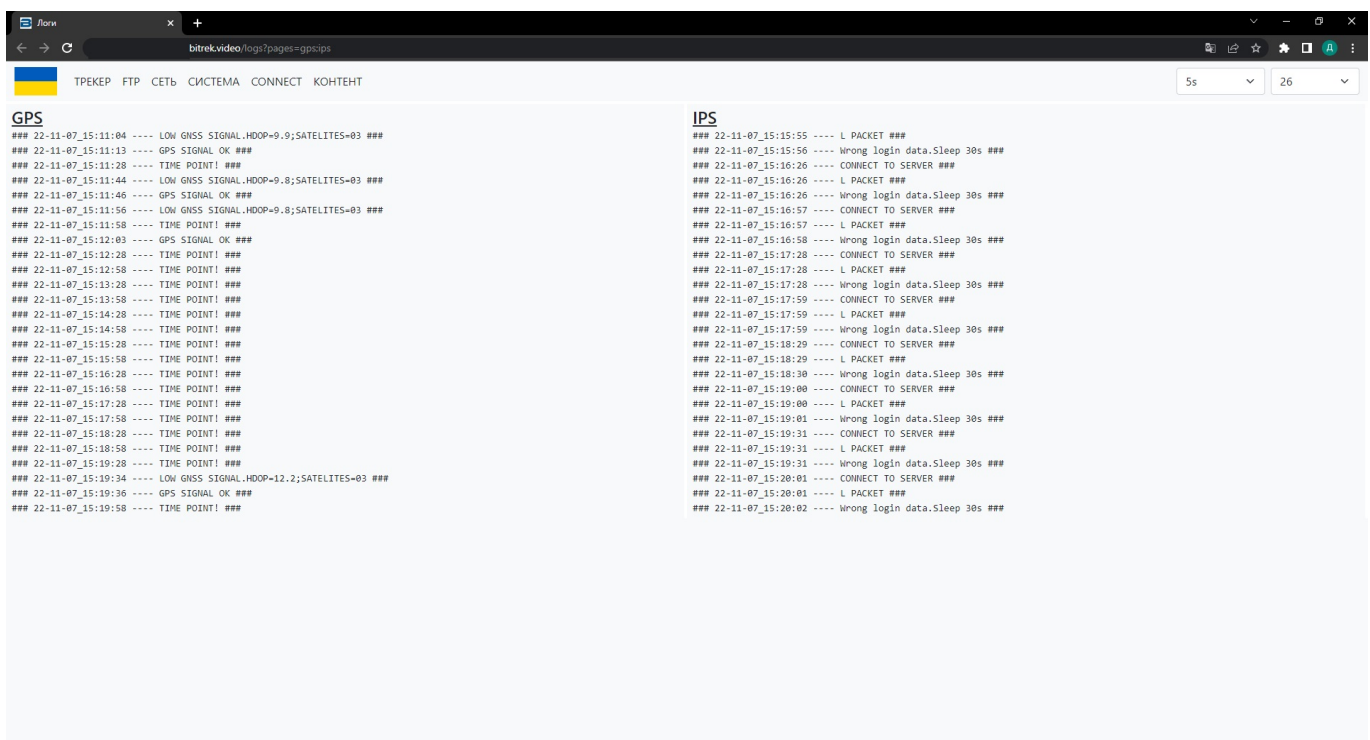 Логи
bitrek.video/logs?pages=gps:ips
Д
ТРЕКЕР FTP СЕТЬ СИСТЕМА CONNECT КОНТЕНТ
5s
26
GPS
### 22-11-07_15:11:04 ---- LOW GNSS SIGNAL.HDOP=9.9;SATELITES=03 ###
### 22-11-07_15:11:13 ---- GPS SIGNAL OK ###
### 22-11-07_15:11:28 ---- TIME POINT! ###
### 22-11-07_15:11:44 ---- LOW GNSS SIGNAL.HDOP=9.8;SATELITES=03 ###
### 22-11-07_15:11:46 ---- GPS SIGNAL OK ###
### 22-11-07_15:11:56 ---- LOW GNSS SIGNAL.HDOP=9.8;SATELITES=03 ###
### 22-11-07_15:11:58 ---- TIME POINT! ###
### 22-11-07_15:12:03 ---- GPS SIGNAL OK ###
### 22-11-07_15:12:28 ---- TIME POINT! ###
### 22-11-07_15:12:58 ---- TIME POINT! ###
### 22-11-07_15:13:28 ---- TIME POINT! ###
### 22-11-07_15:13:58 ---- TIME POINT! ###
### 22-11-07_15:14:28 ---- TIME POINT! ###
### 22-11-07_15:14:58 ---- TIME POINT! ###
### 22-11-07_15:15:28 ---- TIME POINT! ###
### 22-11-07_15:15:58 ---- TIME POINT! ###
### 22-11-07_15:16:28 ---- TIME POINT! ###
### 22-11-07_15:16:58 ---- TIME POINT! ###
### 22-11-07_15:17:28 ---- TIME POINT! ###
### 22-11-07_15:17:58 ---- TIME POINT! ###
### 22-11-07_15:18:28 ---- TIME POINT! ###
### 22-11-07_15:18:58 ---- TIME POINT! ###
### 22-11-07_15:19:28 ---- TIME POINT! ###
### 22-11-07_15:19:34 ---- LOW GNSS SIGNAL.HDOP=12.2;SATELITES=03 ###
### 22-11-07_15:19:36 ---- GPS SIGNAL OK ###
### 22-11-07_15:19:58 ---- TIME POINT! ###
IPS
### 22-11-07_15:15:55 ---- L PACKET ###
### 22-11-07_15:15:56 ---- Wrong login data.Sleep 30s ###
### 22-11-07_15:16:26 ---- CONNECT TO SERVER ###
### 22-11-07_15:16:26 ---- L PACKET ###
### 22-11-07_15:16:26 ---- Wrong login data.Sleep 30s ###
### 22-11-07_15:16:57 ---- CONNECT TO SERVER ###
### 22-11-07_15:16:57 ---- L PACKET ###
### 22-11-07_15:16:58 ---- Wrong login data.Sleep 30s ###
### 22-11-07_15:17:28 ---- CONNECT TO SERVER ###
### 22-11-07_15:17:28 ---- L PACKET ###
### 22-11-07_15:17:28 ---- Wrong login data.Sleep 30s ###
### 22-11-07_15:17:59 ---- CONNECT TO SERVER ###
### 22-11-07_15:17:59 ---- L PACKET ###
### 22-11-07_15:17:59 ---- Wrong login data.Sleep 30s ###
### 22-11-07_15:18:29 ---- CONNECT TO SERVER ###
### 22-11-07_15:18:29 ---- L PACKET ###
### 22-11-07_15:18:30 ---- Wrong login data.Sleep 30s ###
### 22-11-07_15:19:00 ---- CONNECT TO SERVER ###
### 22-11-07_15:19:00 ---- L PACKET ###
### 22-11-07_15:19:01 ---- Wrong login data.Sleep 30s ###
### 22-11-07_15:19:31 ---- CONNECT TO SERVER ###
### 22-11-07_15:19:31 ---- L PACKET ###
### 22-11-07_15:19:31 ---- Wrong login data.Sleep 30s ###
### 22-11-07_15:20:01 ---- CONNECT TO SERVER ###
### 22-11-07_15:20:01 ---- L PACKET ###
### 22-11-07_15:20:02 ---- Wrong login data.Sleep 30s ###